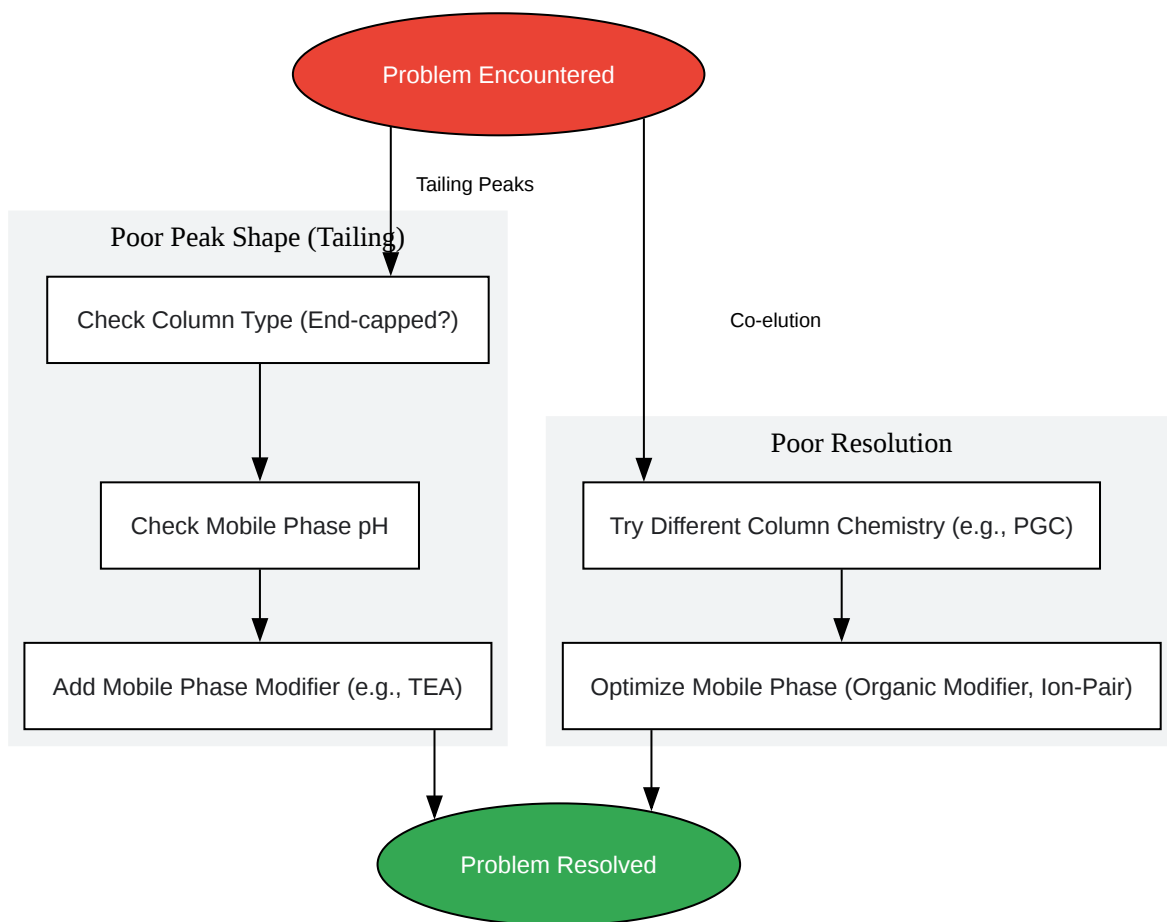 Problem Encountered
Tailing Peaks
Poor Peak Shape (Tailing)
Check Column Type (End-capped?)
Check Mobile Phase pH
Add Mobile Phase Modifier (e.g., TEA)
Co-elution
Poor Resolution
Try Different Column Chemistry (e.g., PGC)
Optimize Mobile Phase (Organic Modifier, Ion-Pair)
Problem Resolved